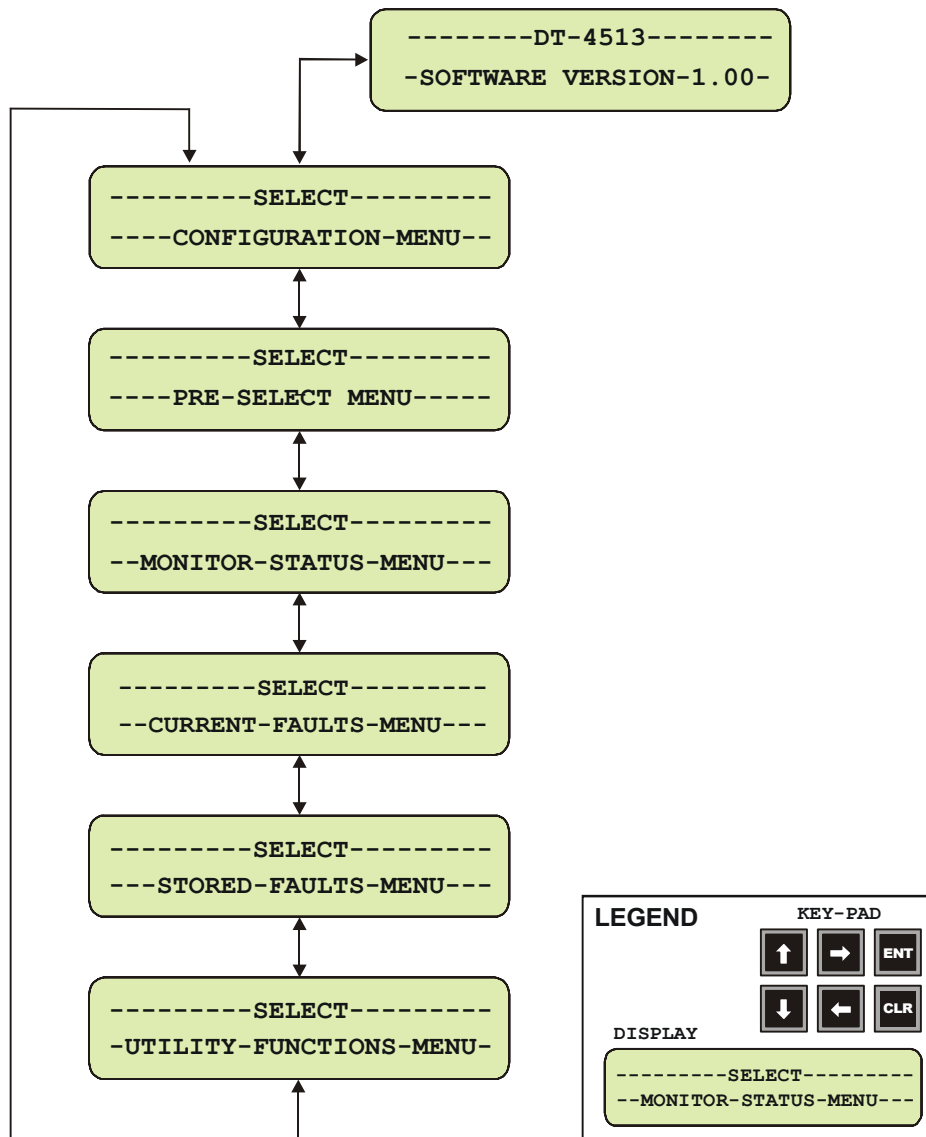 --------DT-4513--------
-SOFTWARE VERSION-1.00-
---------SELECT---------
----CONFIGURATION-MENU--
---------SELECT---------
----PRE-SELECT MENU-----
---------SELECT---------
--MONITOR-STATUS-MENU---
---------SELECT---------
--CURRENT-FAULTS-MENU---
---------SELECT---------
---STORED-FAULTS-MENU---
---------SELECT---------
-UTILITY-FUNCTIONS-MENU-
LEGEND
KEY-PAD
↑ → ENT
↓ ← CLR
DISPLAY
---------SELECT---------
--MONITOR-STATUS-MENU---